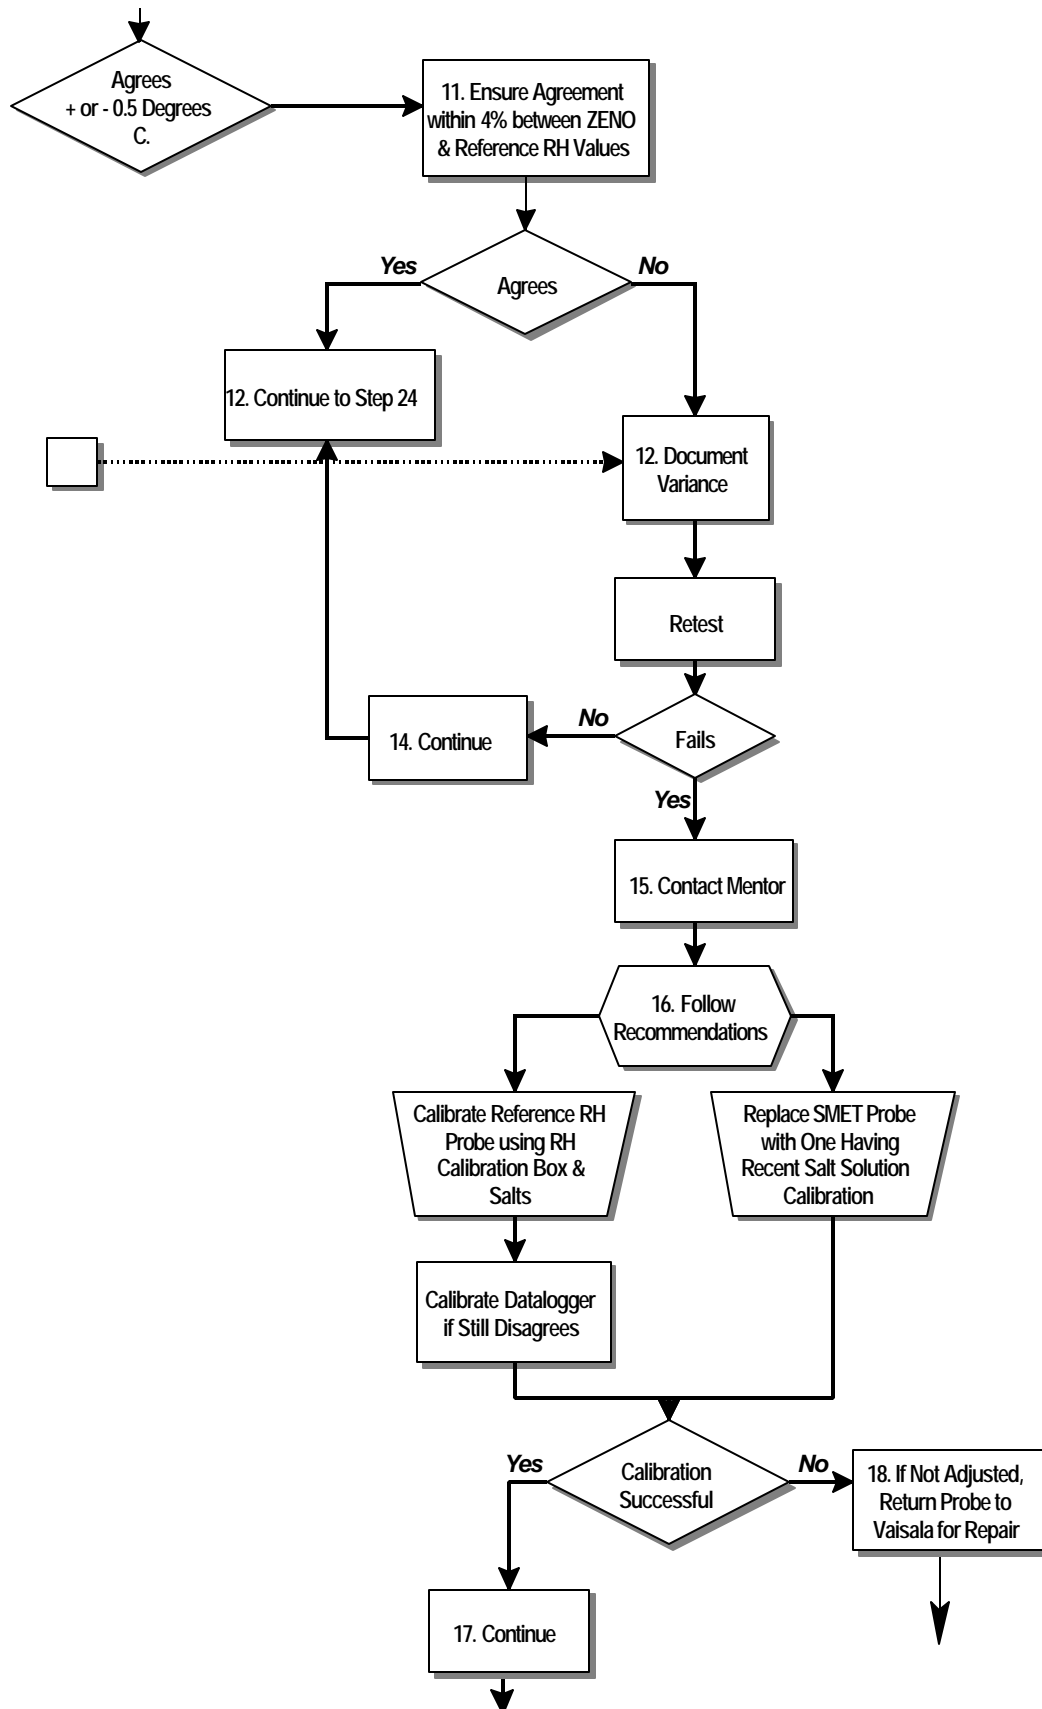 Agrees
+ or - 0.5 Degrees
C.
11. Ensure Agreement
within 4% between ZENO
& Reference RH Values
Yes
No
Agrees
12. Continue to Step 24
12. Document
Variance
Retest
No
14. Continue
Fails
Yes
15. Contact Mentor
16. Follow
Recommendations
Calibrate Reference RH
Probe using RH
Calibration Box &
Salts
Replace SMET Probe
with One Having
Recent Salt Solution
Calibration
Calibrate Datalogger
if Still Disagrees
Yes
Calibration
Successful
No
18. If Not Adjusted,
Return Probe to
Vaisala for Repair
17. Continue